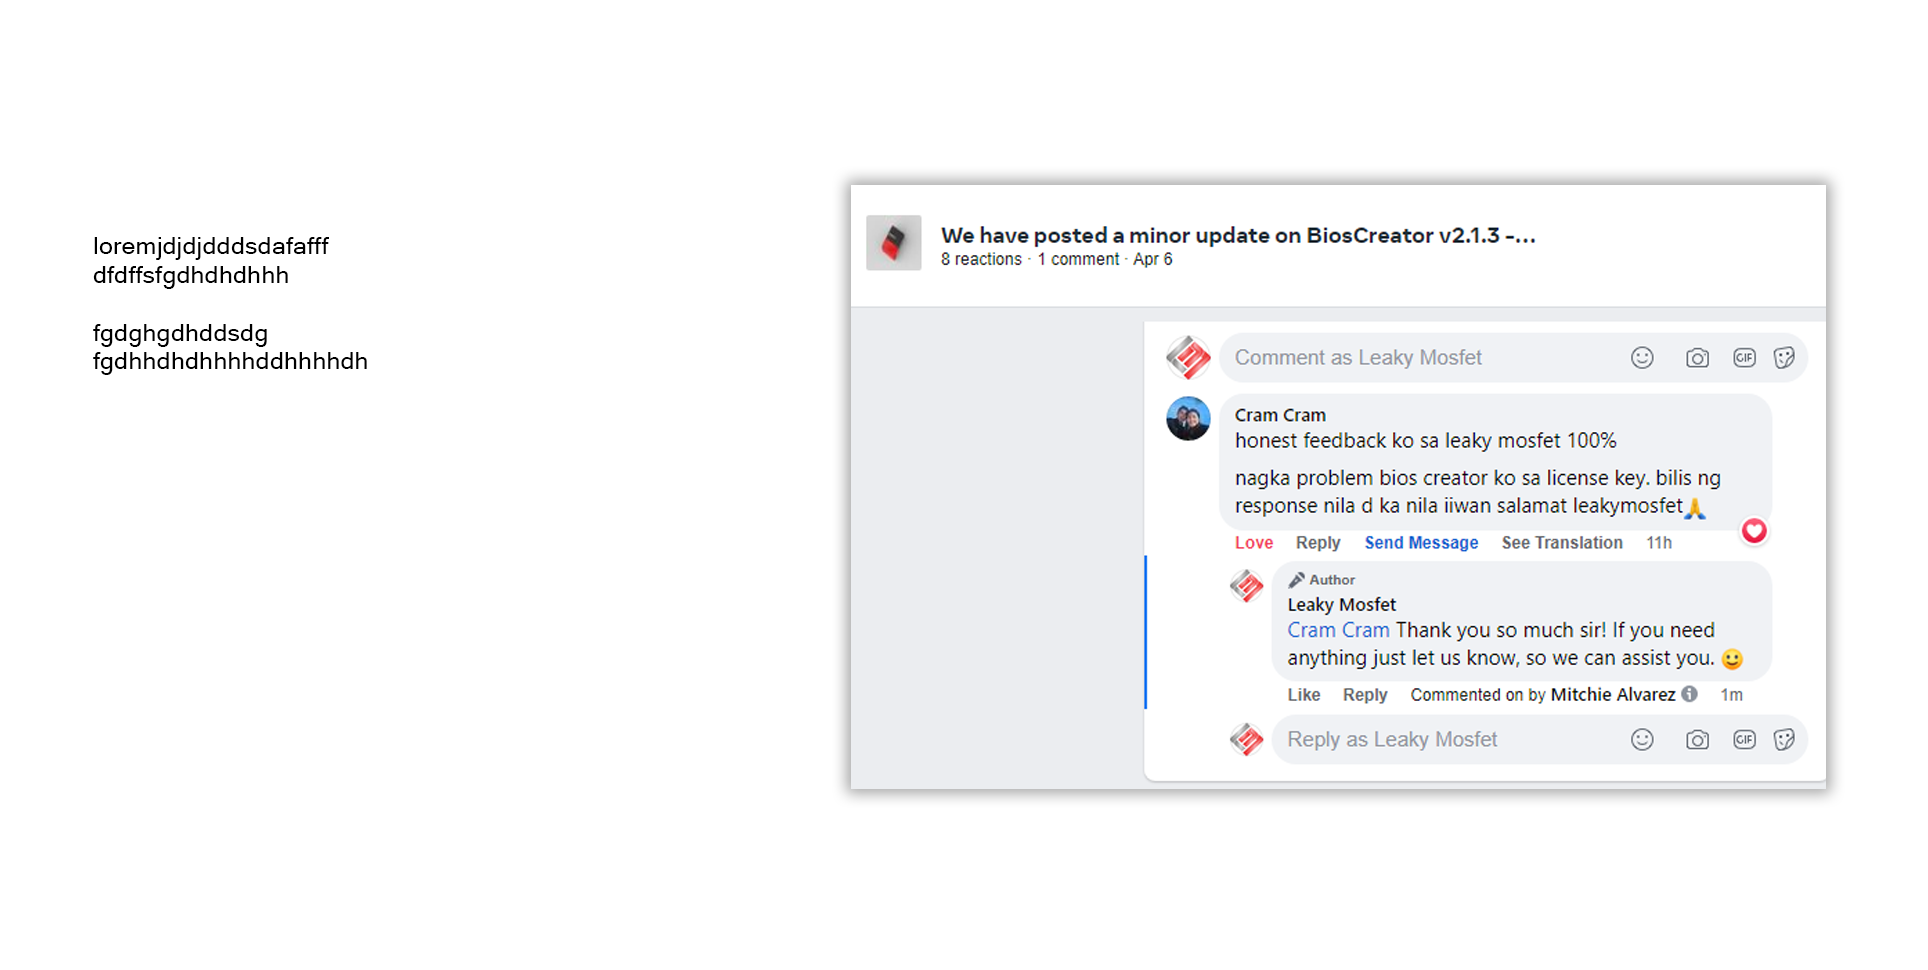 loremjdjdjdddsdafafff
dfdffsfgdhdhdhhh
fgdghgdhddsdg
fgdhhdhdhhhhddhhhhdh
We have posted a minor update on BiosCreator v2.1.3 -...
8 reactions · 1 comment · Apr 6
Comment as Leaky Mosfet
GIF
Cram Cram
honest feedback ko sa leaky mosfet 100%
nagka problem bios creator ko sa license key. bilis ng
response nila d ka nila iiwan salamat leakymosfet🙏
Love Reply Send Message See Translation 11h
Author
Leaky Mosfet
Cram Cram Thank you so much sir! If you need
anything just let us know, so we can assist you. 🙂
Like Reply Commented on by Mitchie Alvarez 1m
Reply as Leaky Mosfet
GIF